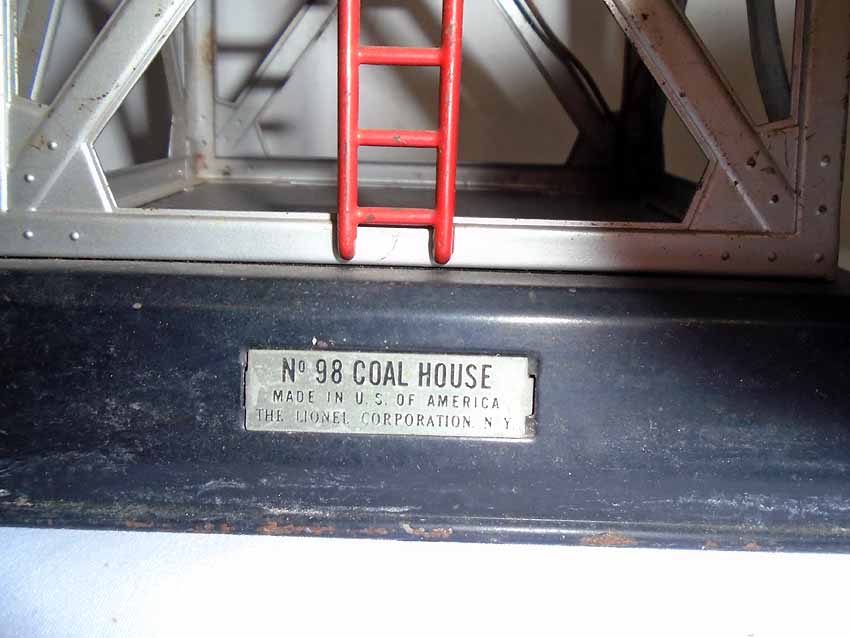 Nº 98 COAL HOUSE
MADE IN U. S. OF AMERICA
THE LIONEL CORPORATION, N Y